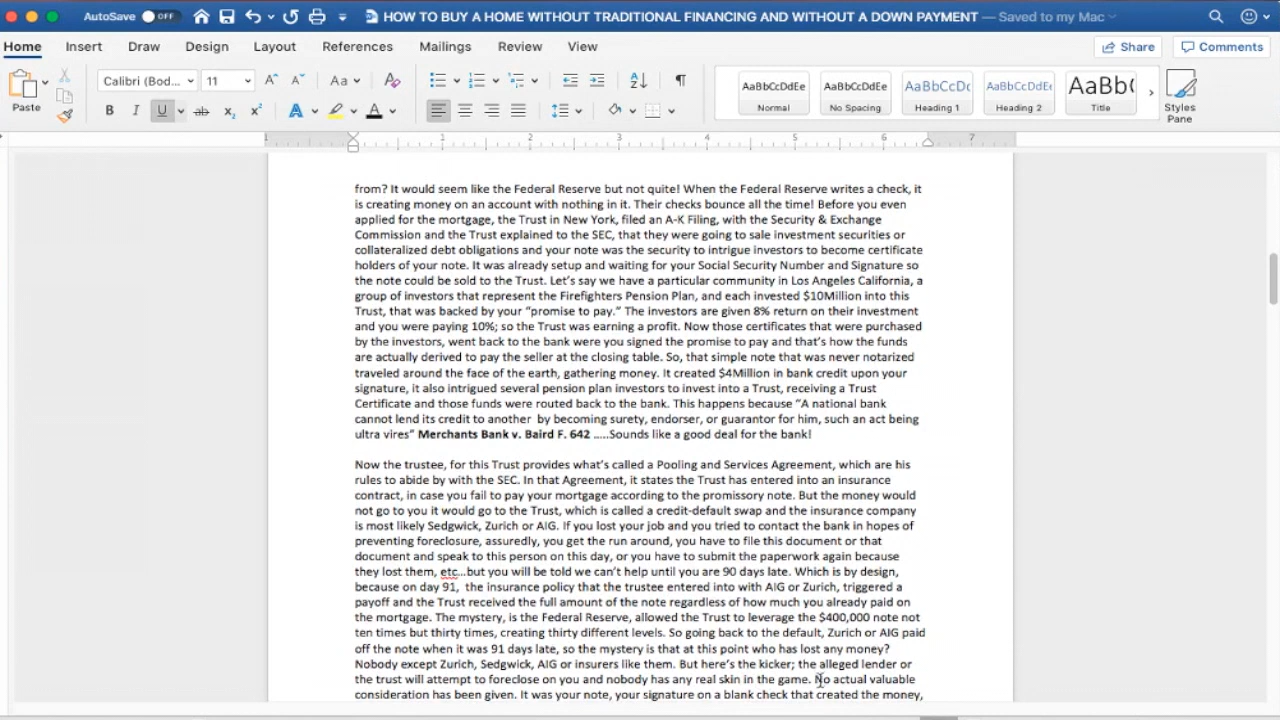 AutoSave OFF HOW TO BUY A HOME WITHOUT TRADITIONAL FINANCING AND WITHOUT A DOWN PAYMENT — Saved to my Mac
Home Insert Draw Design Layout References Mailings Review View Share Comments
Paste
Calibri (Bod... 11
AaBbCcDdEe AaBbCcDdEe AaBbCcDc AaBbCcDdEe AaBb(
Normal No Spacing Heading 1 Heading 2 Title
Styles
Pane
1 1 2 3 4 5 6 7
from? It would seem like the Federal Reserve but not quite! When the Federal Reserve writes a check, it
is creating money on an account with nothing in it. Their checks bounce all the time! Before you even
applied for the mortgage, the Trust in New York, filed an A-K Filing, with the Security & Exchange
Commission and the Trust explained to the SEC, that they were going to sale investment securities or
collateralized debt obligations and your note was the security to intrigue investors to become certificate
holders of your note. It was already setup and waiting for your Social Security Number and Signature so
the note could be sold to the Trust. Let's say we have a particular community in Los Angeles California, a
group of investors that represent the Firefighters Pension Plan, and each invested $10Million into this
Trust, that was backed by your "promise to pay." The investors are given 8% return on their investment
and you were paying 10%; so the Trust was earning a profit. Now those certificates that were purchased
by the investors, went back to the bank were you signed the promise to pay and that's how the funds
are actually derived to pay the seller at the closing table. So, that simple note that was never notarized
traveled around the face of the earth, gathering money. It created $4Million in bank credit upon your
signature, it also intrigued several pension plan investors to invest into a Trust, receiving a Trust
Certificate and those funds were routed back to the bank. This happens because "A national bank
cannot lend its credit to another by becoming surety, endorser, or guarantor for him, such an act being
ultra vires" Merchants Bank v. Baird F. 642 .....Sounds like a good deal for the bank!
Now the trustee, for this Trust provides what's called a Pooling and Services Agreement, which are his
rules to abide by with the SEC. In that Agreement, it states the Trust has entered into an insurance
contract, in case you fail to pay your mortgage according to the promissory note. But the money would
not go to you it would go to the Trust, which is called a credit-default swap and the insurance company
is most likely Sedgwick, Zurich or AIG. If you lost your job and you tried to contact the bank in hopes of
preventing foreclosure, assuredly, you get the run around, you have to file this document or that
document and speak to this person on this day, or you have to submit the paperwork again because
they lost them, etc...but you will be told we can't help until you are 90 days late. Which is by design,
because on day 91, the insurance policy that the trustee entered into with AIG or Zurich, triggered a
payoff and the Trust received the full amount of the note regardless of how much you already paid on
the mortgage. The mystery, is the Federal Reserve, allowed the Trust to leverage the $400,000 note not
ten times but thirty times, creating thirty different levels. So going back to the default, Zurich or AIG paid
off the note when it was 91 days late, so the mystery is that at this point who has lost any money?
Nobody except Zurich, Sedgwick, AIG or insurers like them. But here's the kicker; the alleged lender or
the trust will attempt to foreclose on you and nobody has any real skin in the game. No actual valuable
consideration has been given. It was your note, your signature on a blank check that created the money,